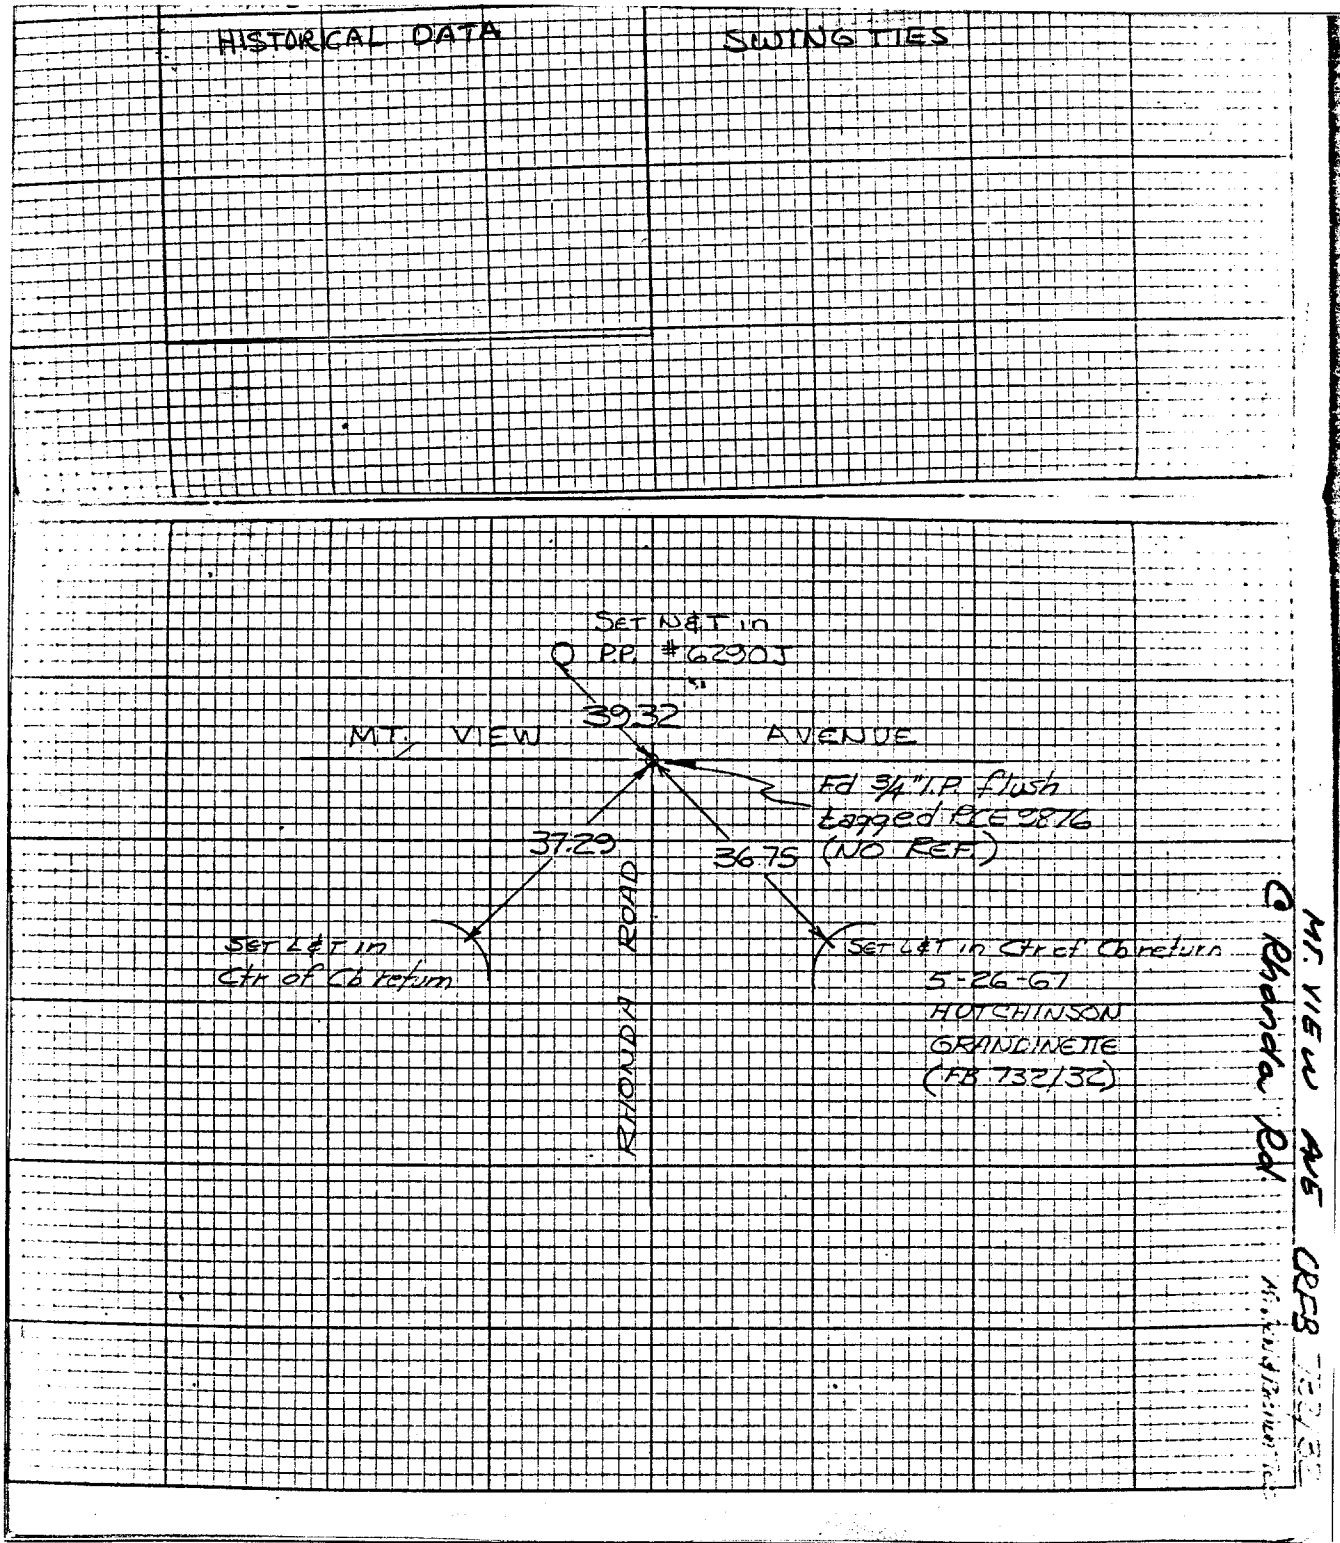 HISTORICAL DATA
SWING TIES
SET N&T in
P.P. #6290J
39.32
MT. VIEW AVENUE
Fd 3/4" I.P. flush
tagged RCE 9876
(NO REF.)
37.29
36.75
RHONDA ROAD
SET L&T in
Ctr of Cb return
SET L&T in Ctr of Cb return
5-26-67
HUTCHINSON
GRANDINETTE
(FB 732/32)
MT. VIEW AVE CRFB
@ Rhonda Rd.